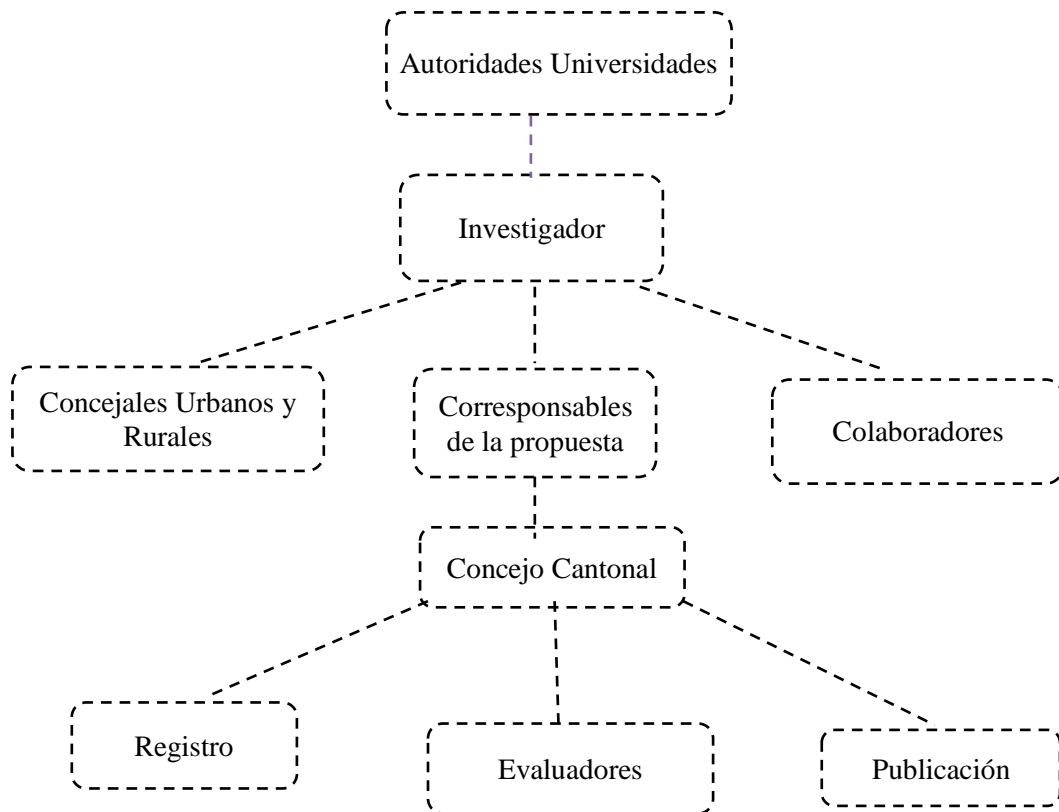 Autoridades Universidades
Investigador
Concejales Urbanos y
Rurales
Corresponsables
de la propuesta
Colaboradores
Concejo Cantonal
Registro
Evaluadores
Publicación